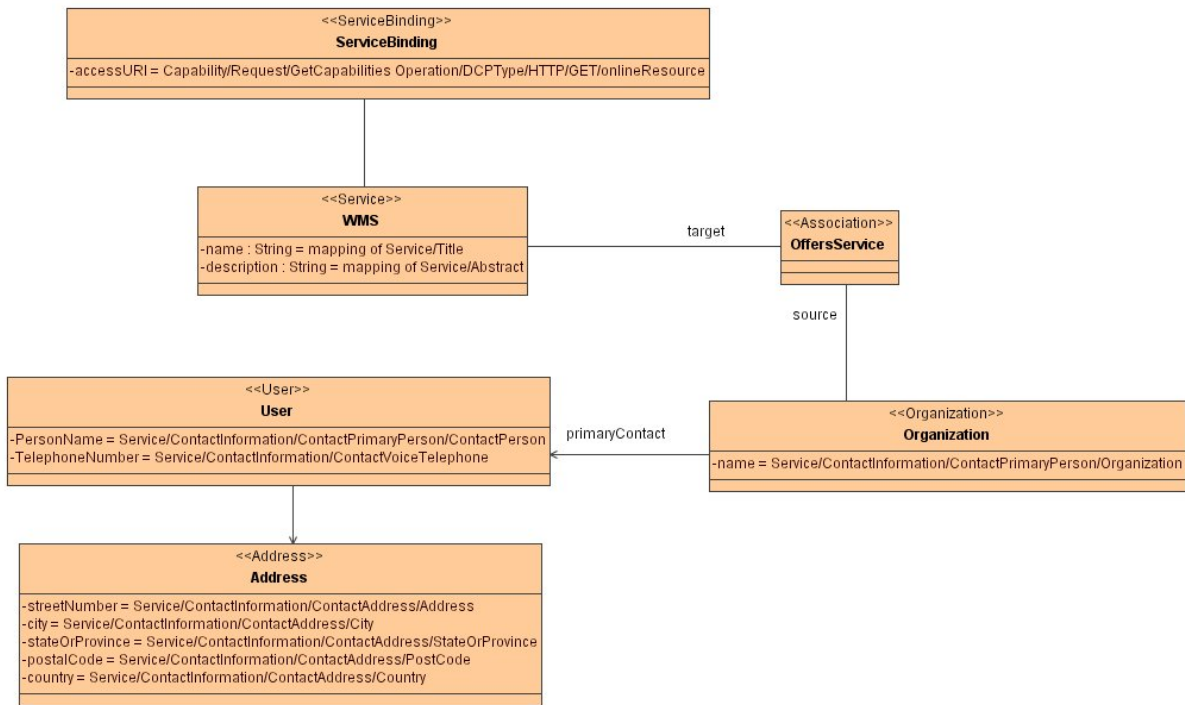 <<ServiceBinding>>
ServiceBinding
-accessURI = Capability/Request/GetCapabilities Operation/DCPType/HTTP/GET/onlineResource
<<Service>>
WMS
-name : String = mapping of Service/Title
-description : String = mapping of Service/Abstract
target
<<Association>>
OffersService
source
<<User>>
User
-PersonName = Service/ContactInformation/ContactPrimaryPerson/ContactPerson
-TelephoneNumber = Service/ContactInformation/ContactVoiceTelephone
primaryContact
<<Organization>>
Organization
-name = Service/ContactInformation/ContactPrimaryPerson/Organization
<<Address>>
Address
-streetNumber = Service/ContactInformation/ContactAddress/Address
-city = Service/ContactInformation/ContactAddress/City
-stateOrProvince = Service/ContactInformation/ContactAddress/StateOrProvince
-postalCode = Service/ContactInformation/ContactAddress/PostCode
-country = Service/ContactInformation/ContactAddress/Country